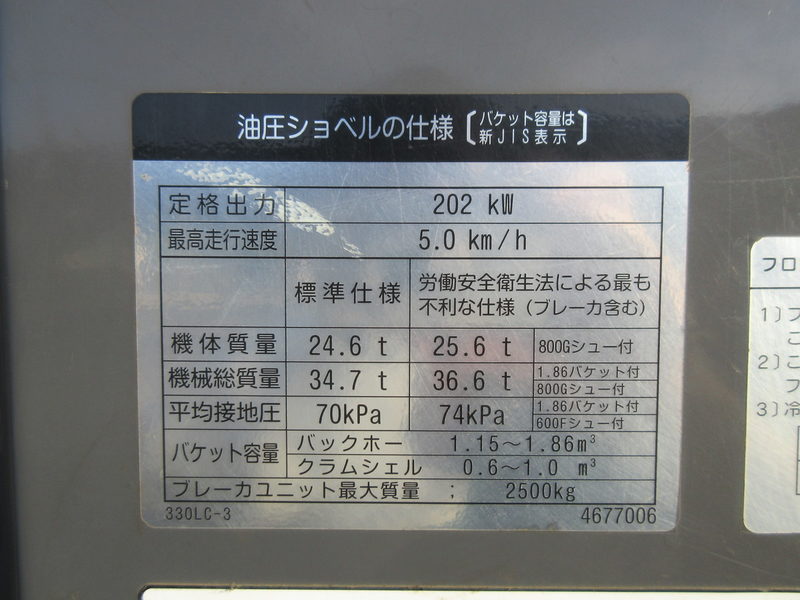 油圧ショベルの仕様〔バケット容量は
新JIS表示〕
定格出力 202 kW
最高走行速度 5.0 km/h
標準仕様 労働安全衛生法による最も
不利な仕様（ブレーカ含む）
機体質量 24.6 t 25.6 t 800Gシュー付
機械総質量 34.7 t 36.6 t 1.86バケット付
800Gシュー付
平均接地圧 70kPa 74kPa 1.86バケット付
600Fシュー付
バケット容量 バックホー 1.15～1.86m³
クラムシェル 0.6～1.0 m³
ブレーカユニット最大質量 ; 2500kg
330LC-3 4677006
フロ
1）フ
こ
2）こ
フ
3）冷